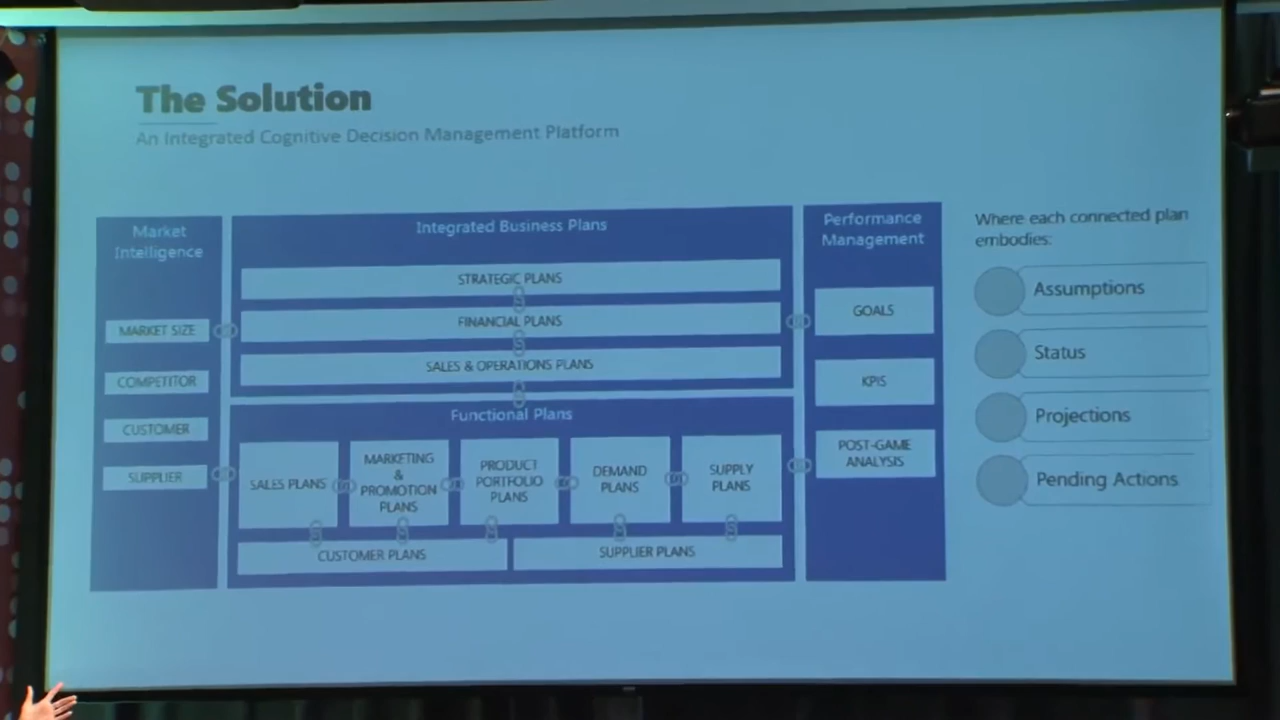 The Solution
An Integrated Cognitive Decision Management Platform
Market
Intelligence
MARKET SIZE
COMPETITOR
CUSTOMER
SUPPLIER
Integrated Business Plans
STRATEGIC PLANS
FINANCIAL PLANS
SALES & OPERATIONS PLANS
Functional Plans
SALES PLANS
MARKETING
&
PROMOTION
PLANS
PRODUCT
PORTFOLIO
PLANS
DEMAND
PLANS
SUPPLY
PLANS
CUSTOMER PLANS
SUPPLIER PLANS
Performance
Management
GOALS
KPIS
POST-GAME
ANALYSIS
Where each connected plan
embodies:
Assumptions
Status
Projections
Pending Actions